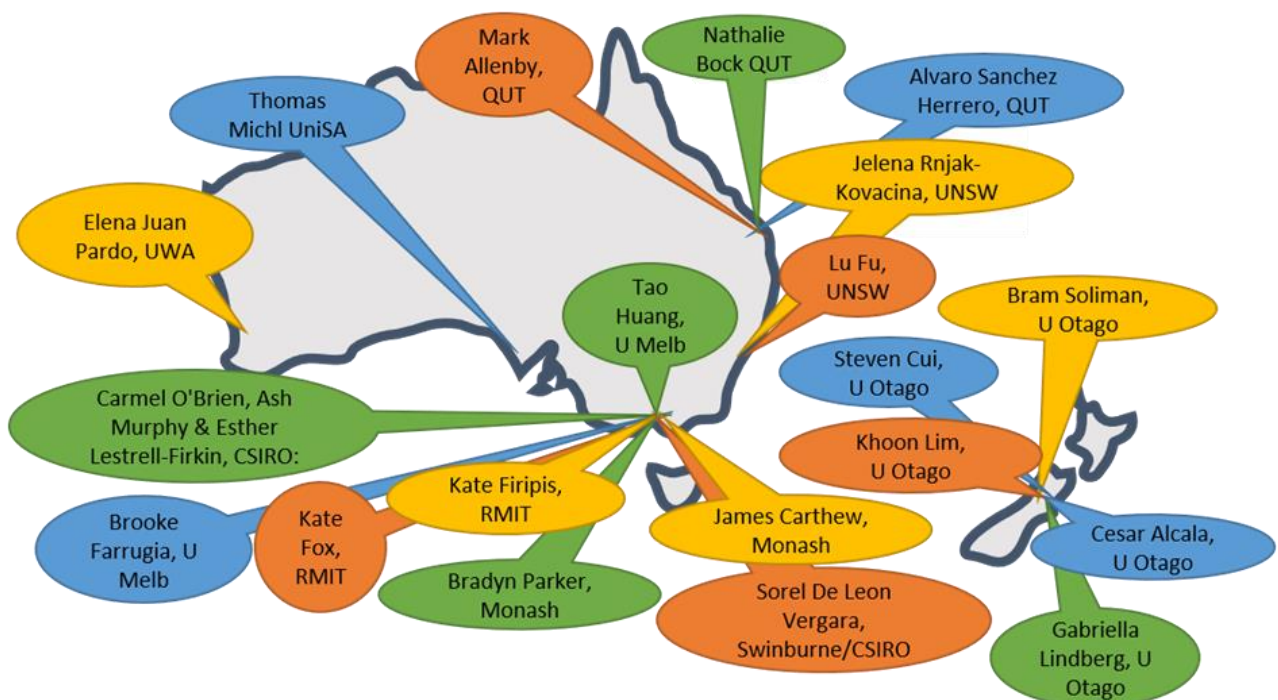 Mark
Allenby,
QUT
Nathalie
Bock QUT
Alvaro Sanchez
Herrero, QUT
Thomas
Michl UniSA
Jelena Rnjak-
Kovacina, UNSW
Elena Juan
Pardo, UWA
Lu Fu,
UNSW
Tao
Huang,
U Melb
Bram Soliman,
U Otago
Steven Cui,
U Otago
Carmel O'Brien, Ash
Murphy & Esther
Lestrell-Firkin, CSIRO:
Khoon Lim,
U Otago
Kate Firipis,
RMIT
Brooke
Farrugia, U
Melb
Kate
Fox,
RMIT
James Carthew,
Monash
Cesar Alcala,
U Otago
Bradyn Parker,
Monash
Sorel De Leon
Vergara,
Swinburne/CSIRO
Gabriella
Lindberg, U
Otago